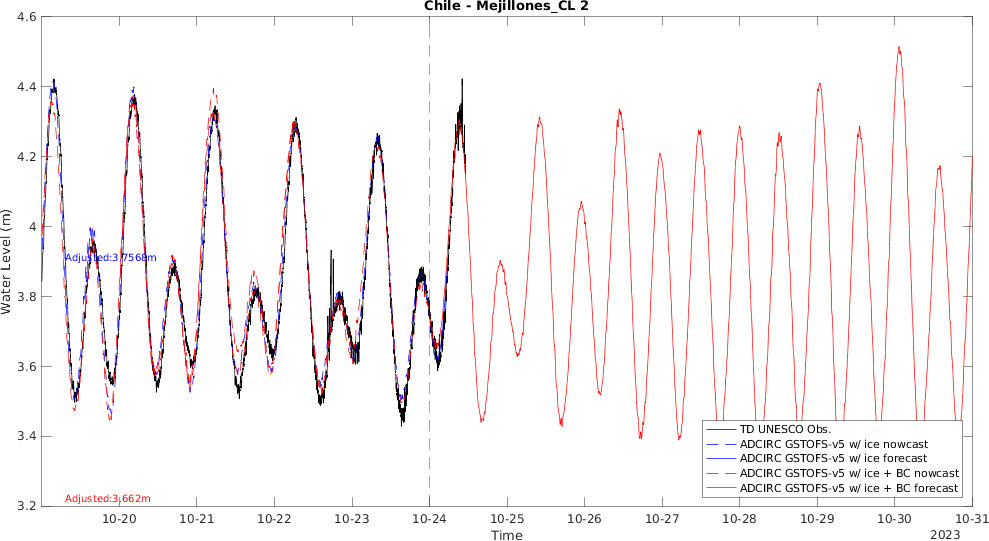 Chile - Mejillones_CL 2
4.6
4.4
4.2
4
3.8
3.6
3.4
3.2
Water Level (m)
Adjusted:3.7568m
Adjusted:3.662m
TD UNESCO Obs.
ADCIRC GSTOFS-v5 w/ ice nowcast
ADCIRC GSTOFS-v5 w/ ice forecast
ADCIRC GSTOFS-v5 w/ ice + BC nowcast
ADCIRC GSTOFS-v5 w/ ice + BC forecast
10-20 10-21 10-22 10-23 10-24 10-25 10-26 10-27 10-28 10-29 10-30 10-31
Time
2023